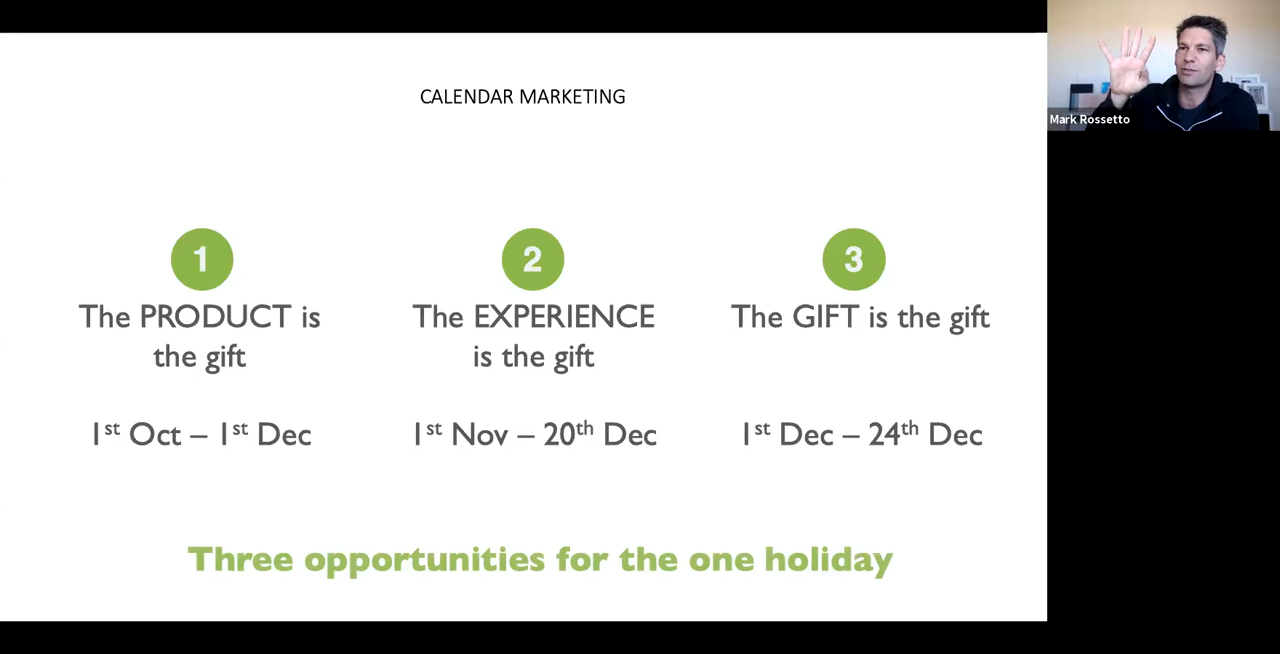 CALENDAR MARKETING
Mark Rossetto
1
2
3
The PRODUCT is
the gift
The EXPERIENCE
is the gift
The GIFT is the gift
1st Oct – 1st Dec
1st Nov – 20th Dec
1st Dec – 24th Dec
Three opportunities for the one holiday